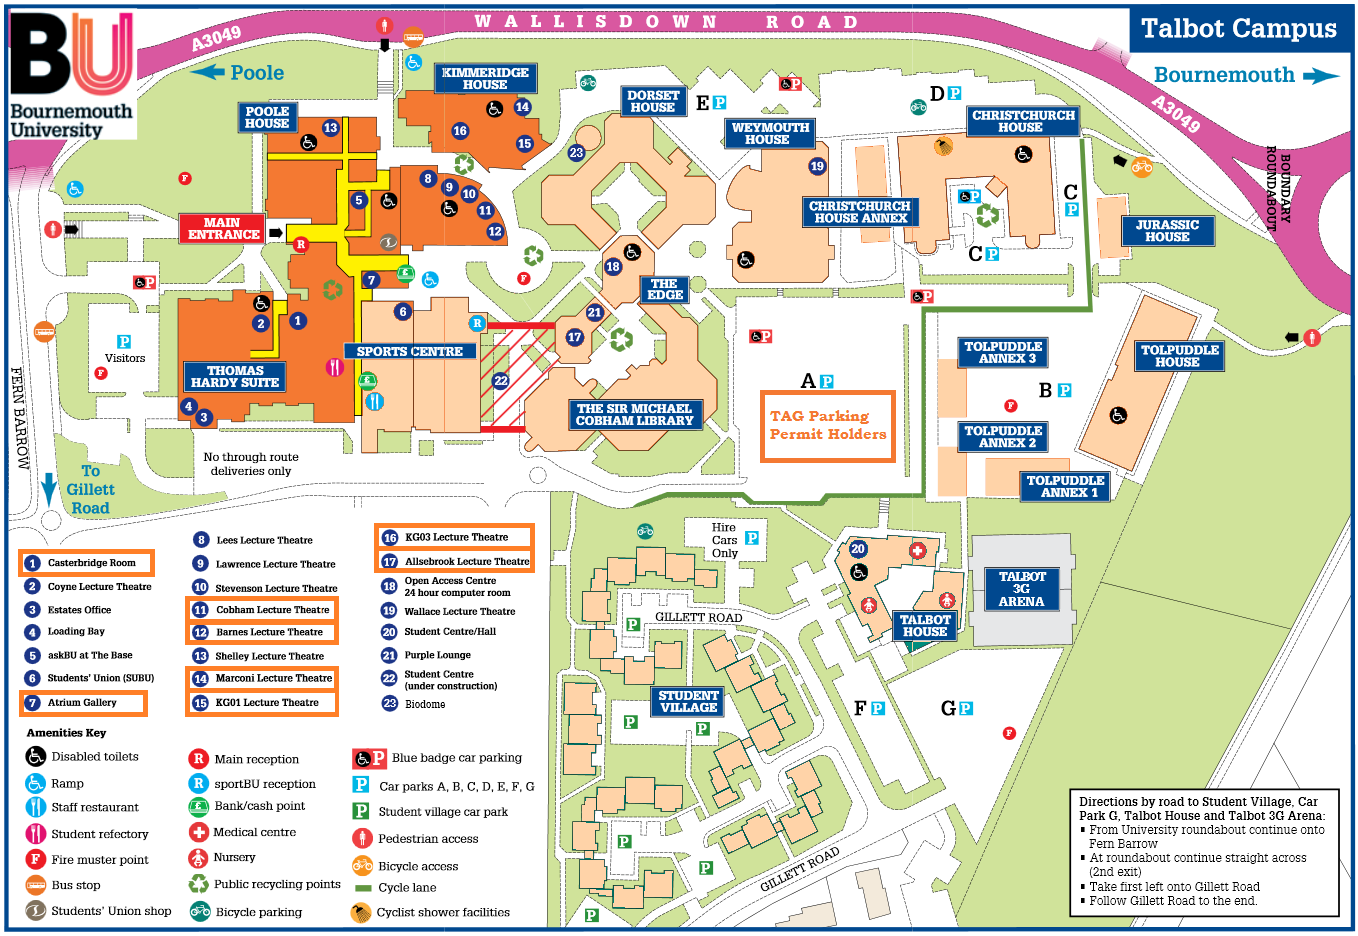 BU
Bournemouth
University
WALLISDOWN ROAD
A3049
Talbot Campus
Poole
Bournemouth
A3049
BOUNDARY
ROUNDABOUT
KIMMERIDGE
HOUSE
POOLE
HOUSE
DORSET
HOUSE
WEYMOUTH
HOUSE
CHRISTCHURCH
HOUSE
CHRISTCHURCH
HOUSE ANNEX
JURASSIC
HOUSE
MAIN
ENTRANCE
THE
EDGE
SPORTS CENTRE
THOMAS
HARDY SUITE
THE SIR MICHAEL
COBHAM LIBRARY
TOLPUDDLE
ANNEX 3
TOLPUDDLE
HOUSE
TOLPUDDLE
ANNEX 2
TOLPUDDLE
ANNEX 1
E P
D P
C
P
C P
A P
B P
TAG Parking
Permit Holders
P
Visitors
FERN BARROW
To
Gillett
Road
No through route
deliveries only
Hire
Cars
Only
P
GILLETT ROAD
STUDENT
VILLAGE
TALBOT
HOUSE
TALBOT
3G
ARENA
F P
G P
GILLETT ROAD
1 Casterbridge Room
2 Coyne Lecture Theatre
3 Estates Office
4 Loading Bay
5 askBU at The Base
6 Students' Union (SUBU)
7 Atrium Gallery
8 Lees Lecture Theatre
9 Lawrence Lecture Theatre
10 Stevenson Lecture Theatre
11 Cobham Lecture Theatre
12 Barnes Lecture Theatre
13 Shelley Lecture Theatre
14 Marconi Lecture Theatre
15 KG01 Lecture Theatre
16 KG03 Lecture Theatre
17 Allsebrook Lecture Theatre
18 Open Access Centre
24 hour computer room
19 Wallace Lecture Theatre
20 Student Centre/Hall
21 Purple Lounge
22 Student Centre
(under construction)
23 Biodome
Amenities Key
Disabled toilets
Ramp
Staff restaurant
Student refectory
F Fire muster point
Bus stop
Students' Union shop
R Main reception
R sportBU reception
£ Bank/cash point
Medical centre
Nursery
Public recycling points
Bicycle parking
P Blue badge car parking
P Car parks A, B, C, D, E, F, G
P Student village car park
Pedestrian access
Bicycle access
Cycle lane
Cyclist shower facilities
Directions by road to Student Village, Car
Park G, Talbot House and Talbot 3G Arena:
▪ From University roundabout continue onto
Fern Barrow
▪ At roundabout continue straight across
(2nd exit)
▪ Take first left onto Gillett Road
▪ Follow Gillett Road to the end.